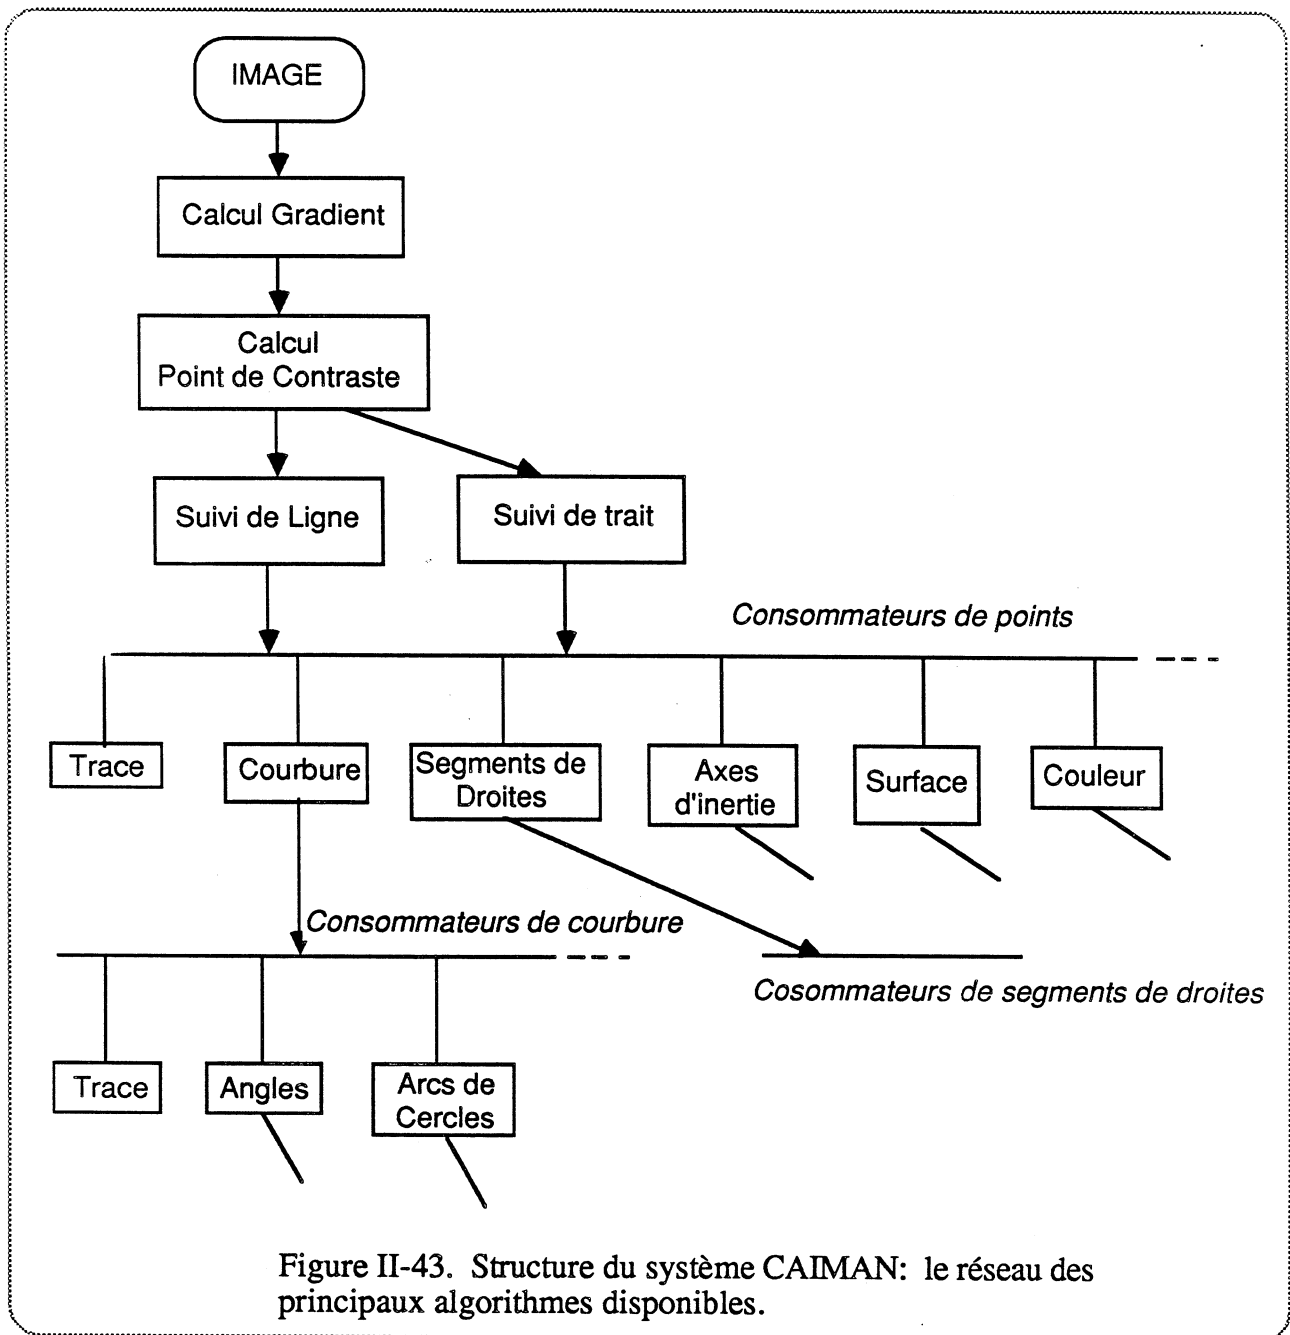 IMAGE
Calcul Gradient
Calcul
Point de Contraste
Suivi de Ligne
Suivi de trait
Consommateurs de points
Trace
Courbure
Segments de
Droites
Axes
d'inertie
Surface
Couleur
Consommateurs de courbure
Cosommateurs de segments de droites
Trace
Angles
Arcs de
Cercles
Figure II-43. Structure du système CAIMAN: le réseau des
principaux algorithmes disponibles.